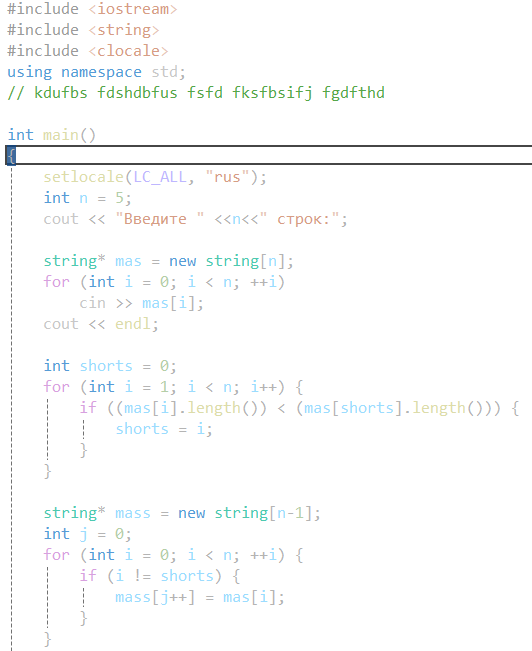 #include <iostream>
#include <string>
#include <clocale>
using namespace std;
// kdufbs fdshdbfus fsfd fksfbsifj fgdfthd
int main()
{
setlocale(LC_ALL, "rus");
int n = 5;
cout << "Введите " <<n<<" строк:";
string* mas = new string[n];
for (int i = 0; i < n; ++i)
cin >> mas[i];
cout << endl;
int shorts = 0;
for (int i = 1; i < n; i++) {
if ((mas[i].length()) < (mas[shorts].length())) {
shorts = i;
}
}
string* mass = new string[n-1];
int j = 0;
for (int i = 0; i < n; ++i) {
if (i != shorts) {
mass[j++] = mas[i];
}
}